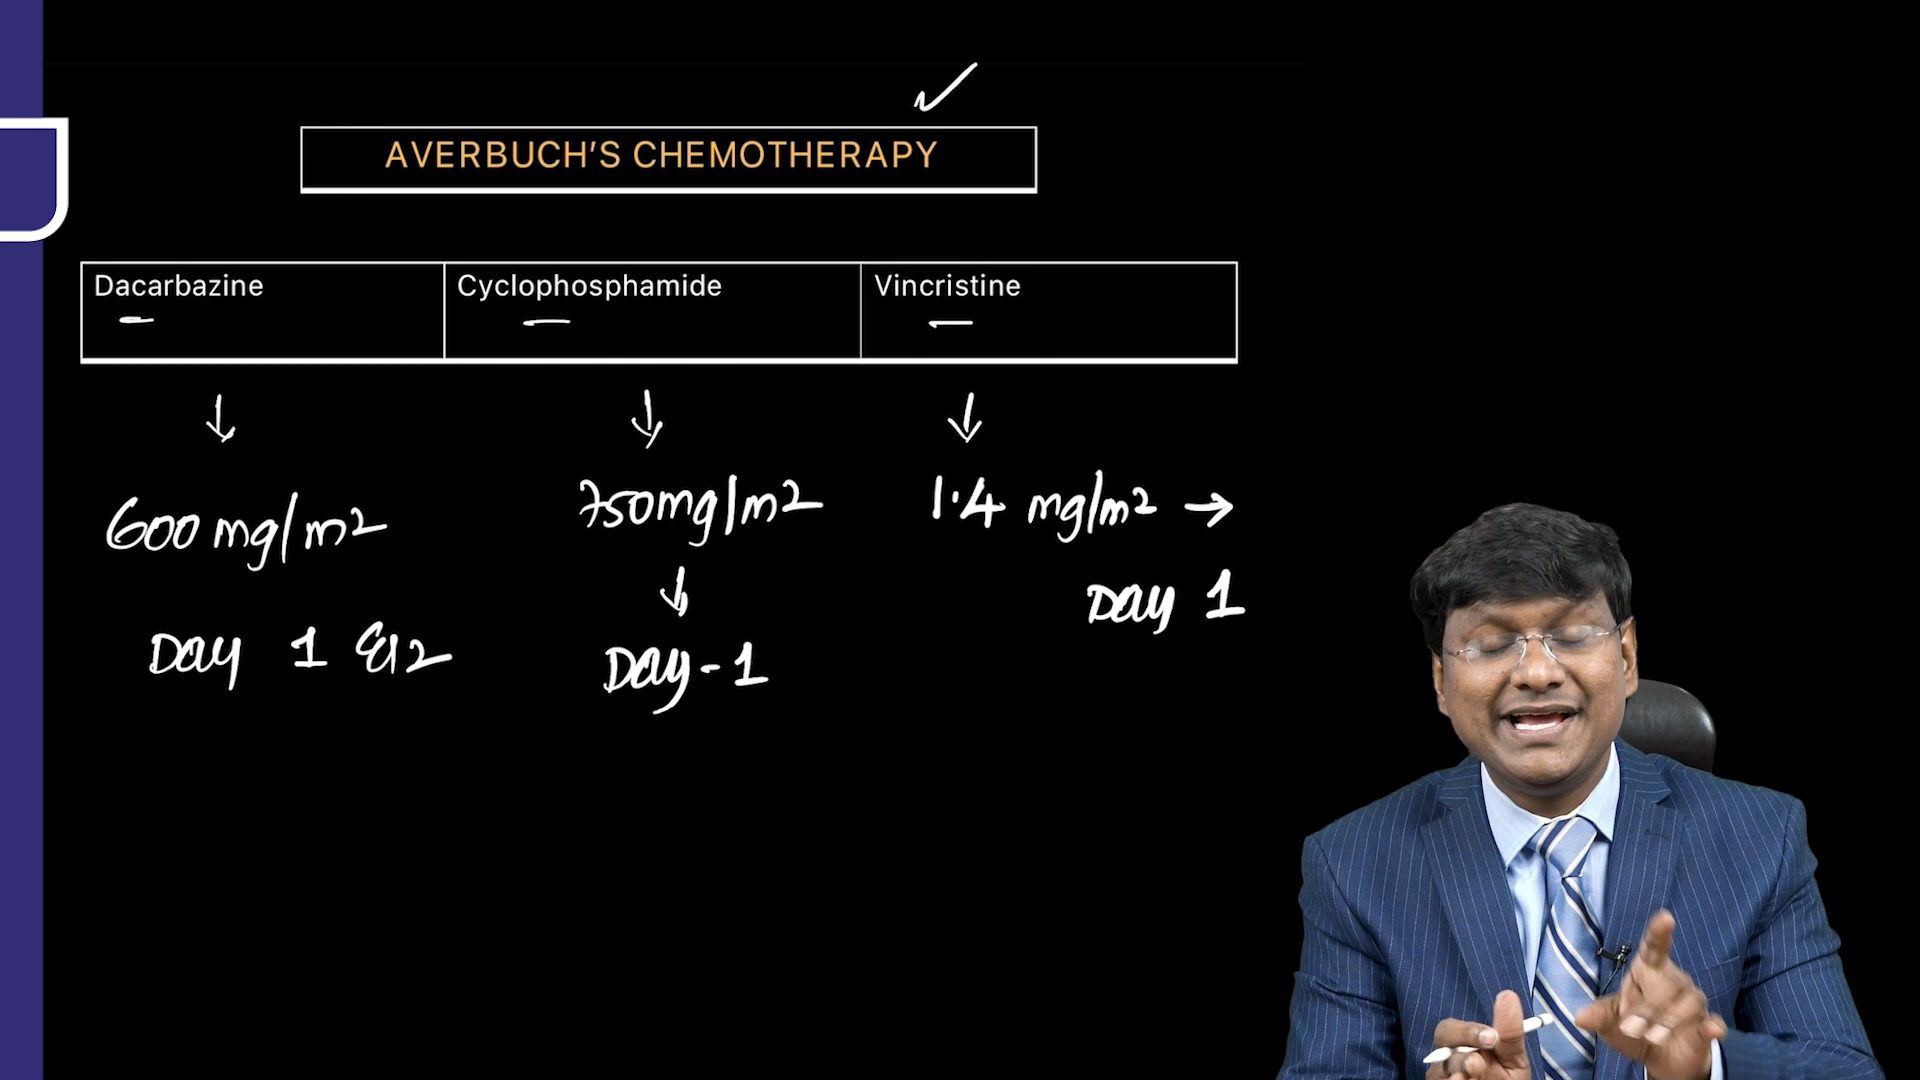 AVERBUCH'S CHEMOTHERAPY
Dacarbazine
Cyclophosphamide
Vincristine
600 mg/m2
Day 1 & 2
750mg/m2
Day-1
1.4 mg/m2 →
Day 1